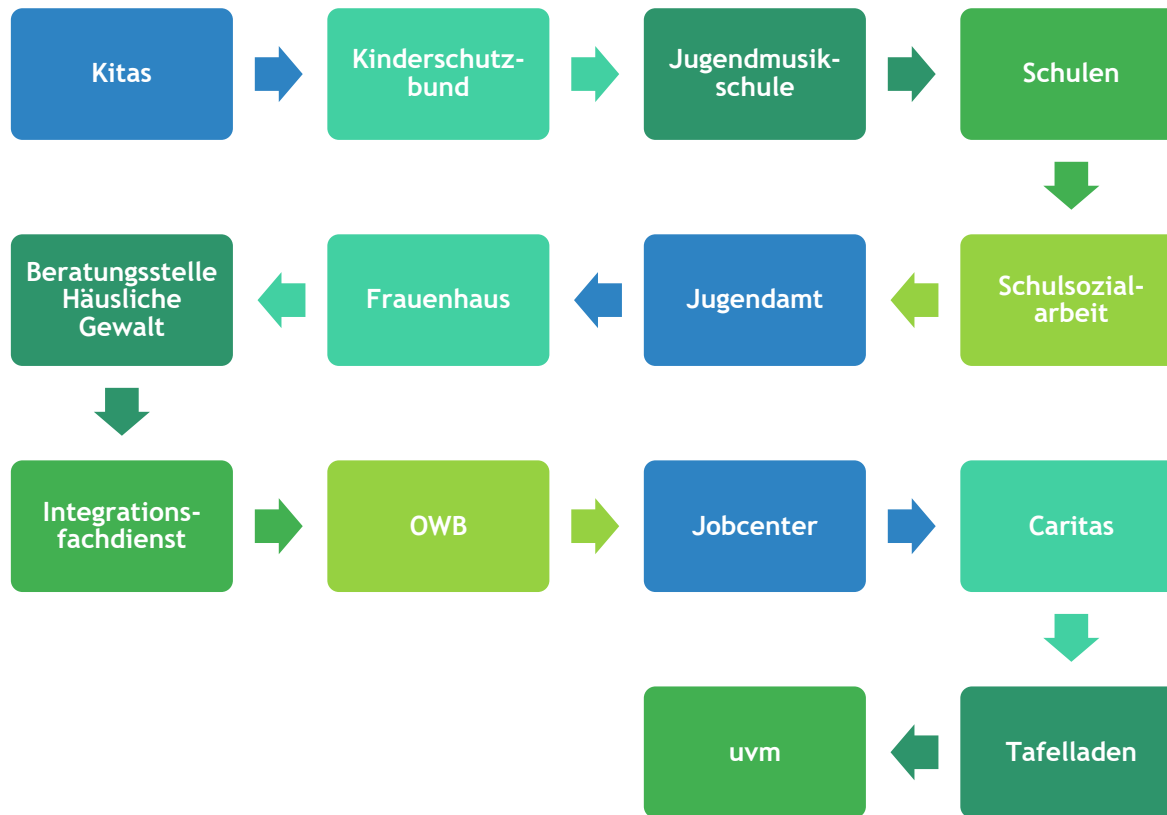 Kitas
Kinderschutz-
bund
Jugendmusik-
schule
Schulen
Schulsozial-
arbeit
Jugendamt
Frauenhaus
Beratungsstelle
Häusliche
Gewalt
Integrations-
fachdienst
OWB
Jobcenter
Caritas
Tafelladen
uvm